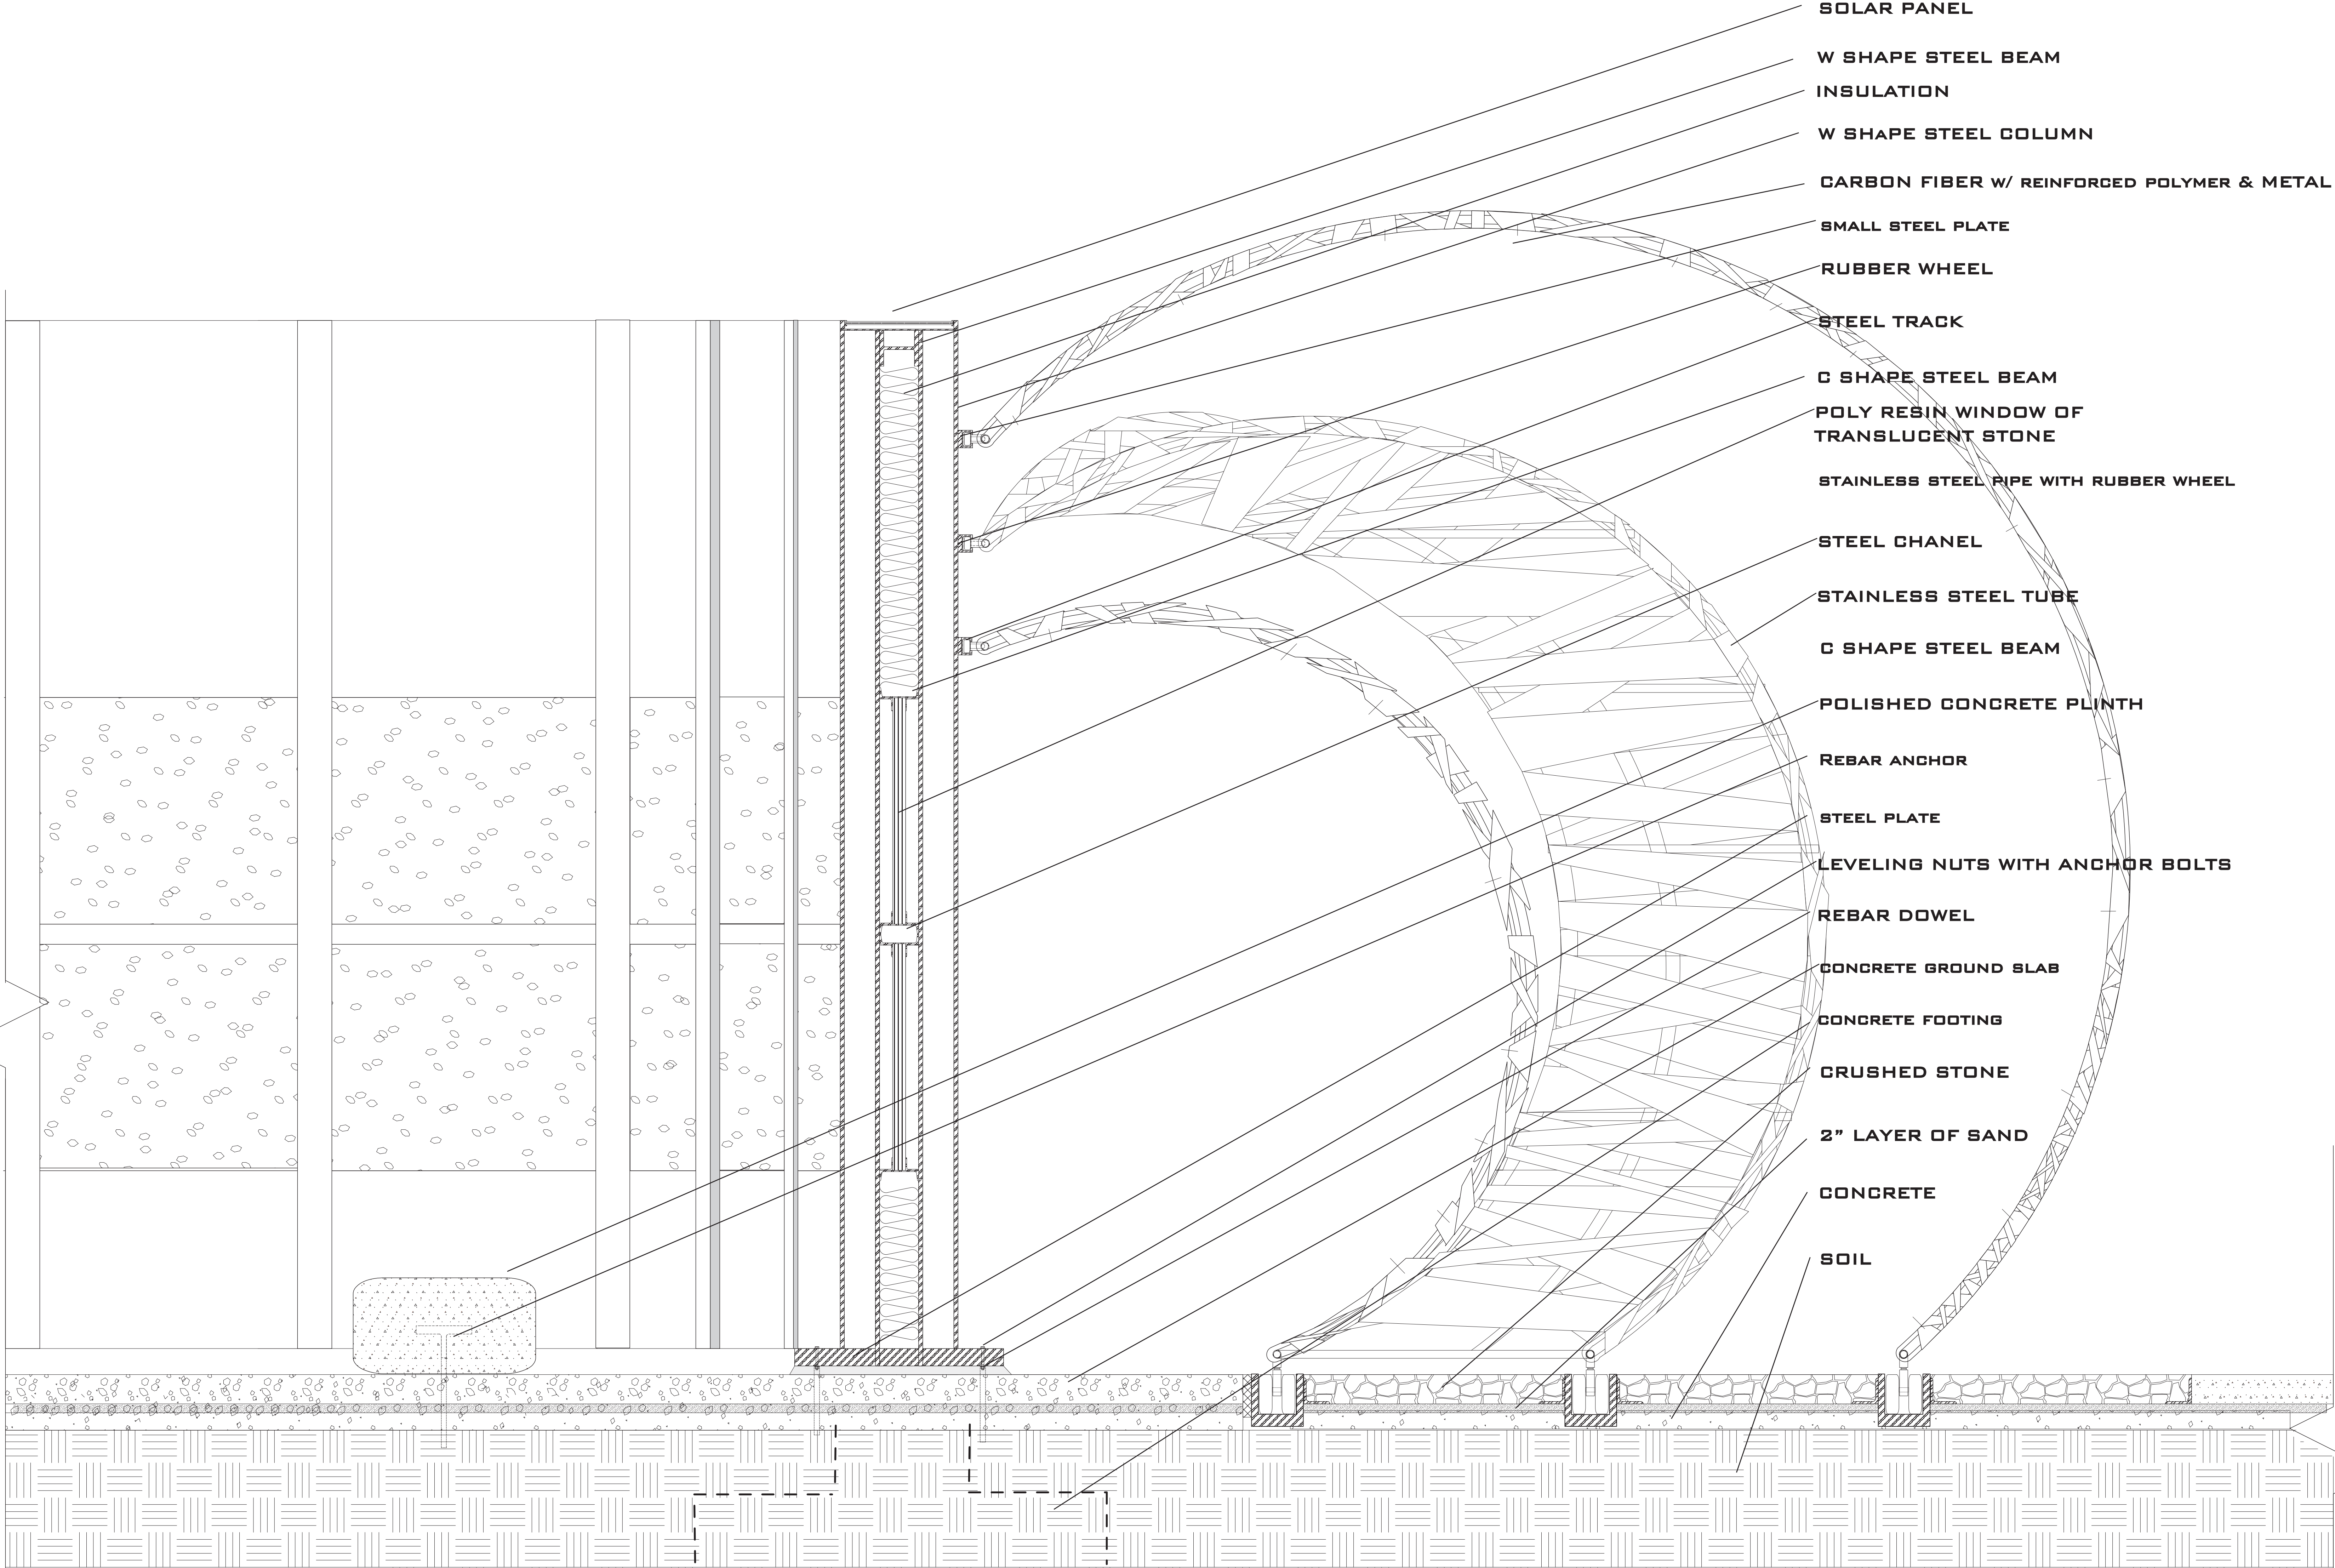 SOLAR PANEL
W SHAPE STEEL BEAM
INSULATION
W SHAPE STEEL COLUMN
CARBON FIBER W/ REINFORCED POLYMER & METAL
SMALL STEEL PLATE
RUBBER WHEEL
STEEL TRACK
C SHAPE STEEL BEAM
POLY RESIN WINDOW OF
TRANSLUCENT STONE
STAINLESS STEEL PIPE WITH RUBBER WHEEL
STEEL CHANEL
STAINLESS STEEL TUBE
C SHAPE STEEL BEAM
POLISHED CONCRETE PLINTH
REBAR ANCHOR
STEEL PLATE
LEVELING NUTS WITH ANCHOR BOLTS
REBAR DOWEL
CONCRETE GROUND SLAB
CONCRETE FOOTING
CRUSHED STONE
2” LAYER OF SAND
CONCRETE
SOIL